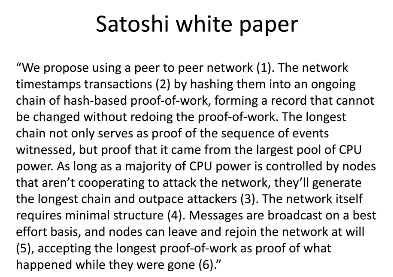 Satoshi white paper
“We propose using a peer to peer network (1). The network
timestamps transactions (2) by hashing them into an ongoing
chain of hash-based proof-of-work, forming a record that cannot
be changed without redoing the proof-of-work. The longest
chain not only serves as proof of the sequence of events
witnessed, but proof that it came from the largest pool of CPU
power. As long as a majority of CPU power is controlled by nodes
that aren’t cooperating to attack the network, they’ll generate
the longest chain and outpace attackers (3). The network itself
requires minimal structure (4). Messages are broadcast on a best
effort basis, and nodes can leave and rejoin the network at will
(5), accepting the longest proof-of-work as proof of what
happened while they were gone (6).”